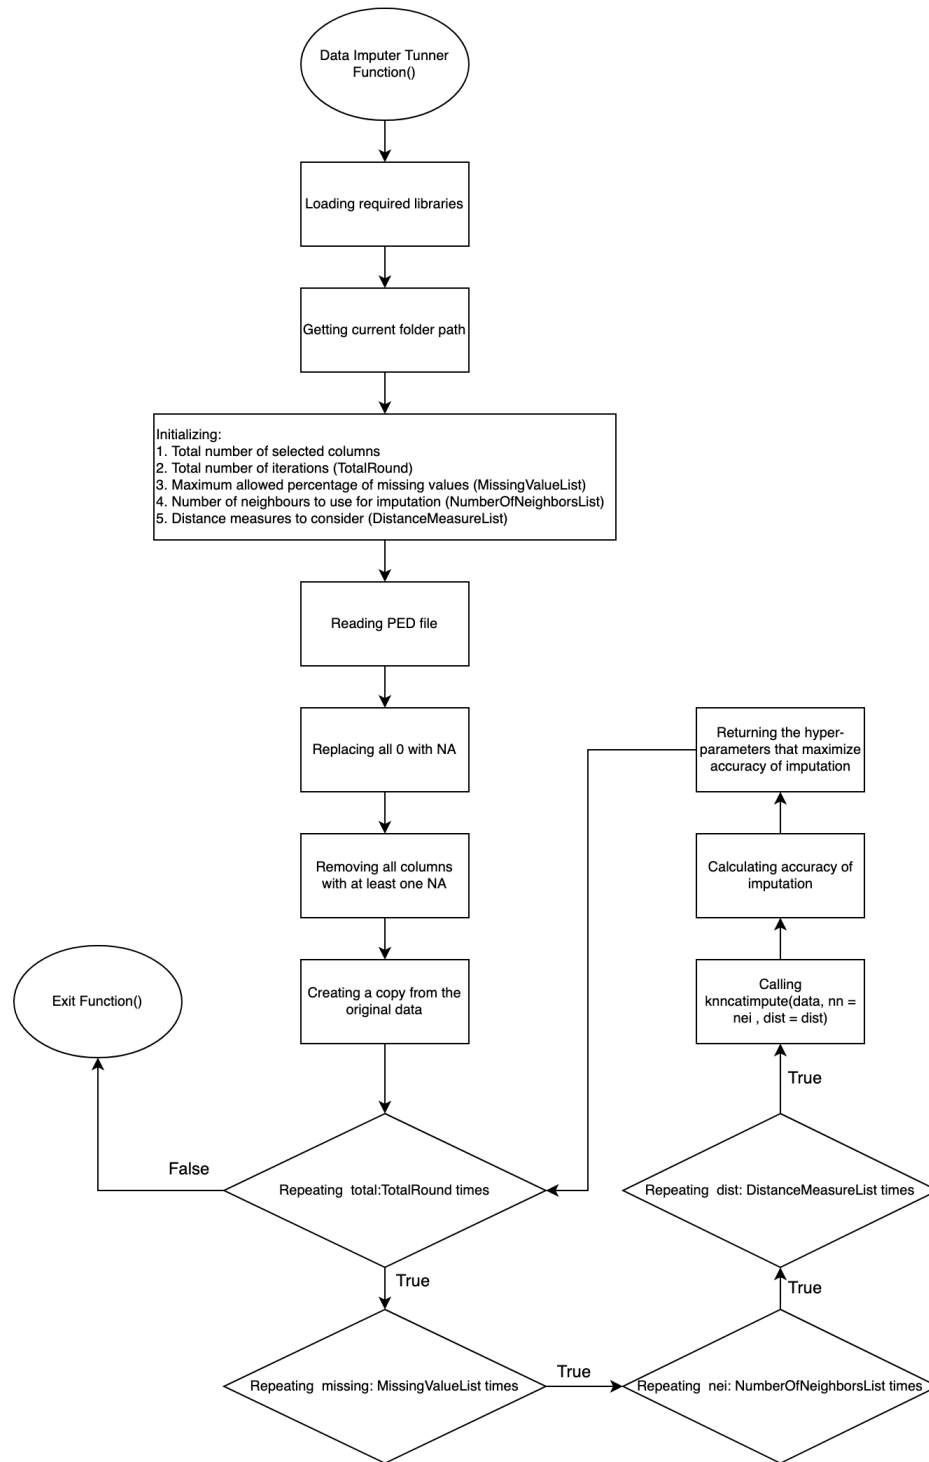 Data Imputer Tunner
Function()
Loading required libraries
Getting current folder path
Initializing:
1. Total number of selected columns
2. Total number of iterations (TotalRound)
3. Maximum allowed percentage of missing values (MissingValueList)
4. Number of neighbours to use for imputation (NumberOfNeighborsList)
5. Distance measures to consider (DistanceMeasureList)
Reading PED file
Replacing all 0 with NA
Removing all columns
with at least one NA
Creating a copy from the
original data
Repeating total:TotalRound times
False
Exit Function()
True
Repeating missing: MissingValueList times
True
Repeating nei: NumberOfNeighborsList times
True
Repeating dist: DistanceMeasureList times
True
Calling
knncatimpute(data, nn =
nei , dist = dist)
Calculating accuracy of
imputation
Returning the hyper-
parameters that maximize
accuracy of imputation